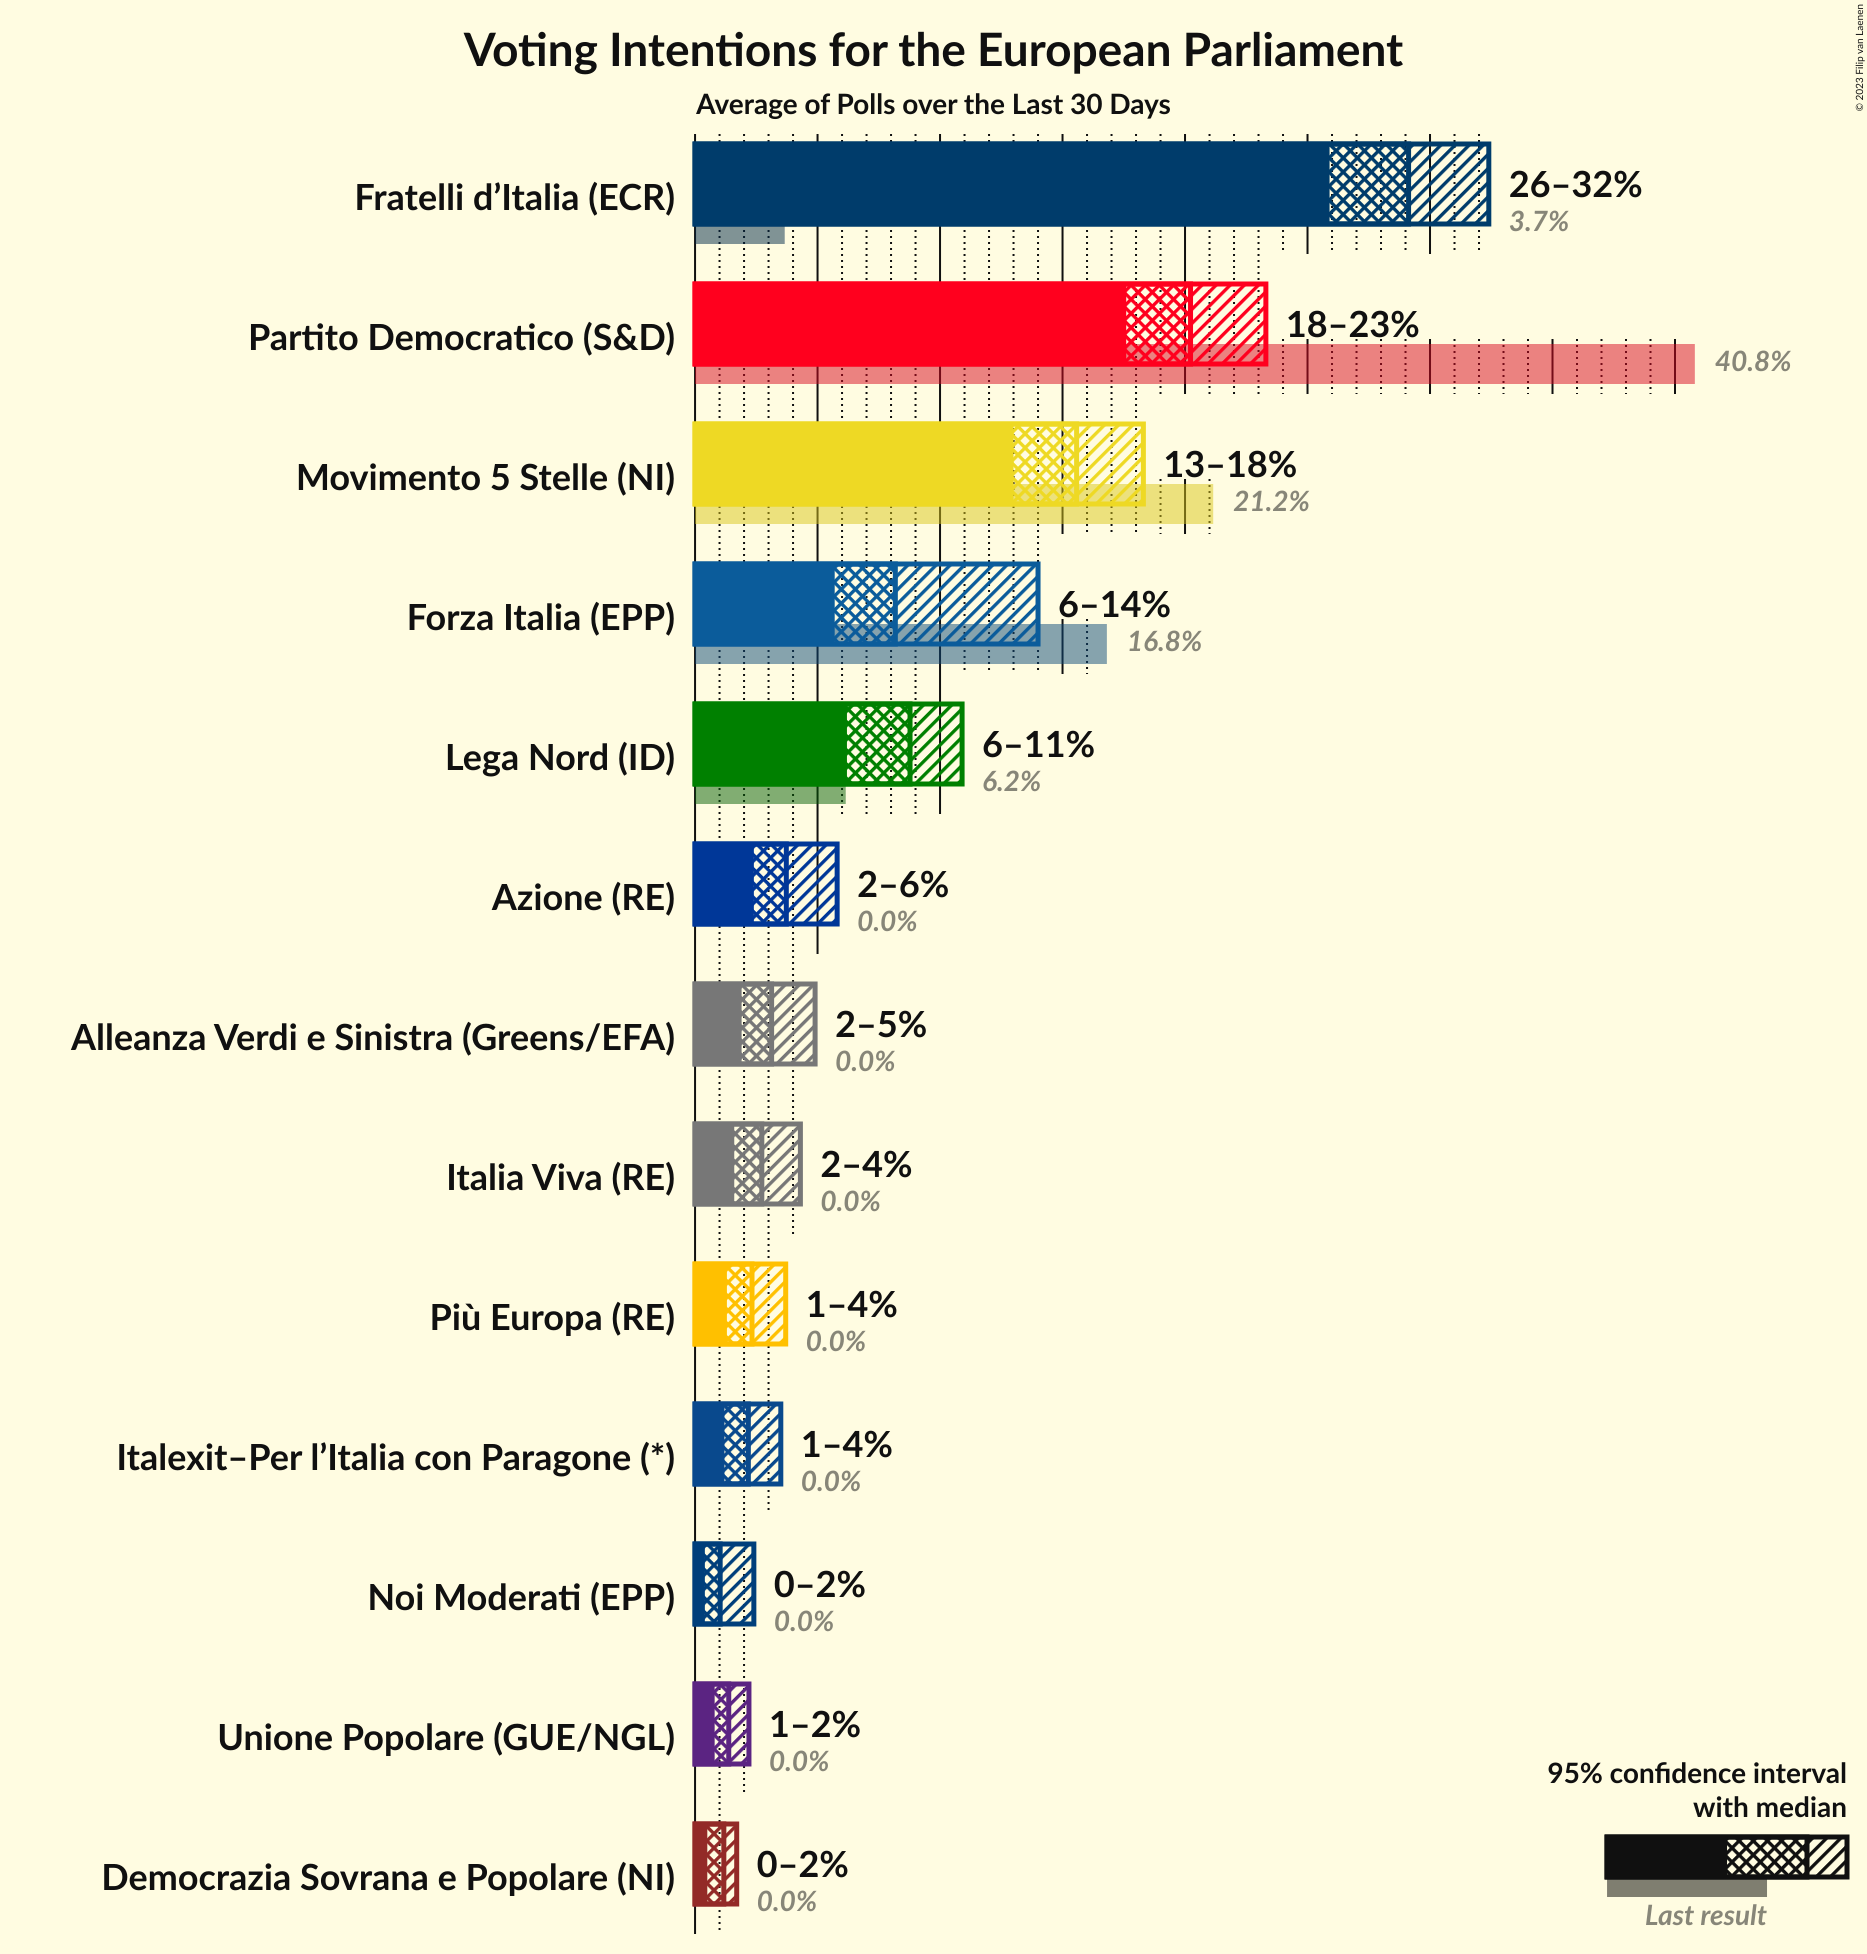 Voting Intentions for the European Parliament
© 2023 Filip van Laenen
Average of Polls over the Last 30 Days
Fratelli d’Italia (ECR)
26–32%
3.7%
Partito Democratico (S&D)
18–23%
40.8%
Movimento 5 Stelle (NI)
13–18%
21.2%
Forza Italia (EPP)
6–14%
16.8%
Lega Nord (ID)
6–11%
6.2%
Azione (RE)
2–6%
0.0%
Alleanza Verdi e Sinistra (Greens/EFA)
2–5%
0.0%
Italia Viva (RE)
2–4%
0.0%
Più Europa (RE)
1–4%
0.0%
Italexit–Per l’Italia con Paragone (*)
1–4%
0.0%
Noi Moderati (EPP)
0–2%
0.0%
Unione Popolare (GUE/NGL)
1–2%
0.0%
Democrazia Sovrana e Popolare (NI)
0–2%
0.0%
95% confidence interval
with median
Last result